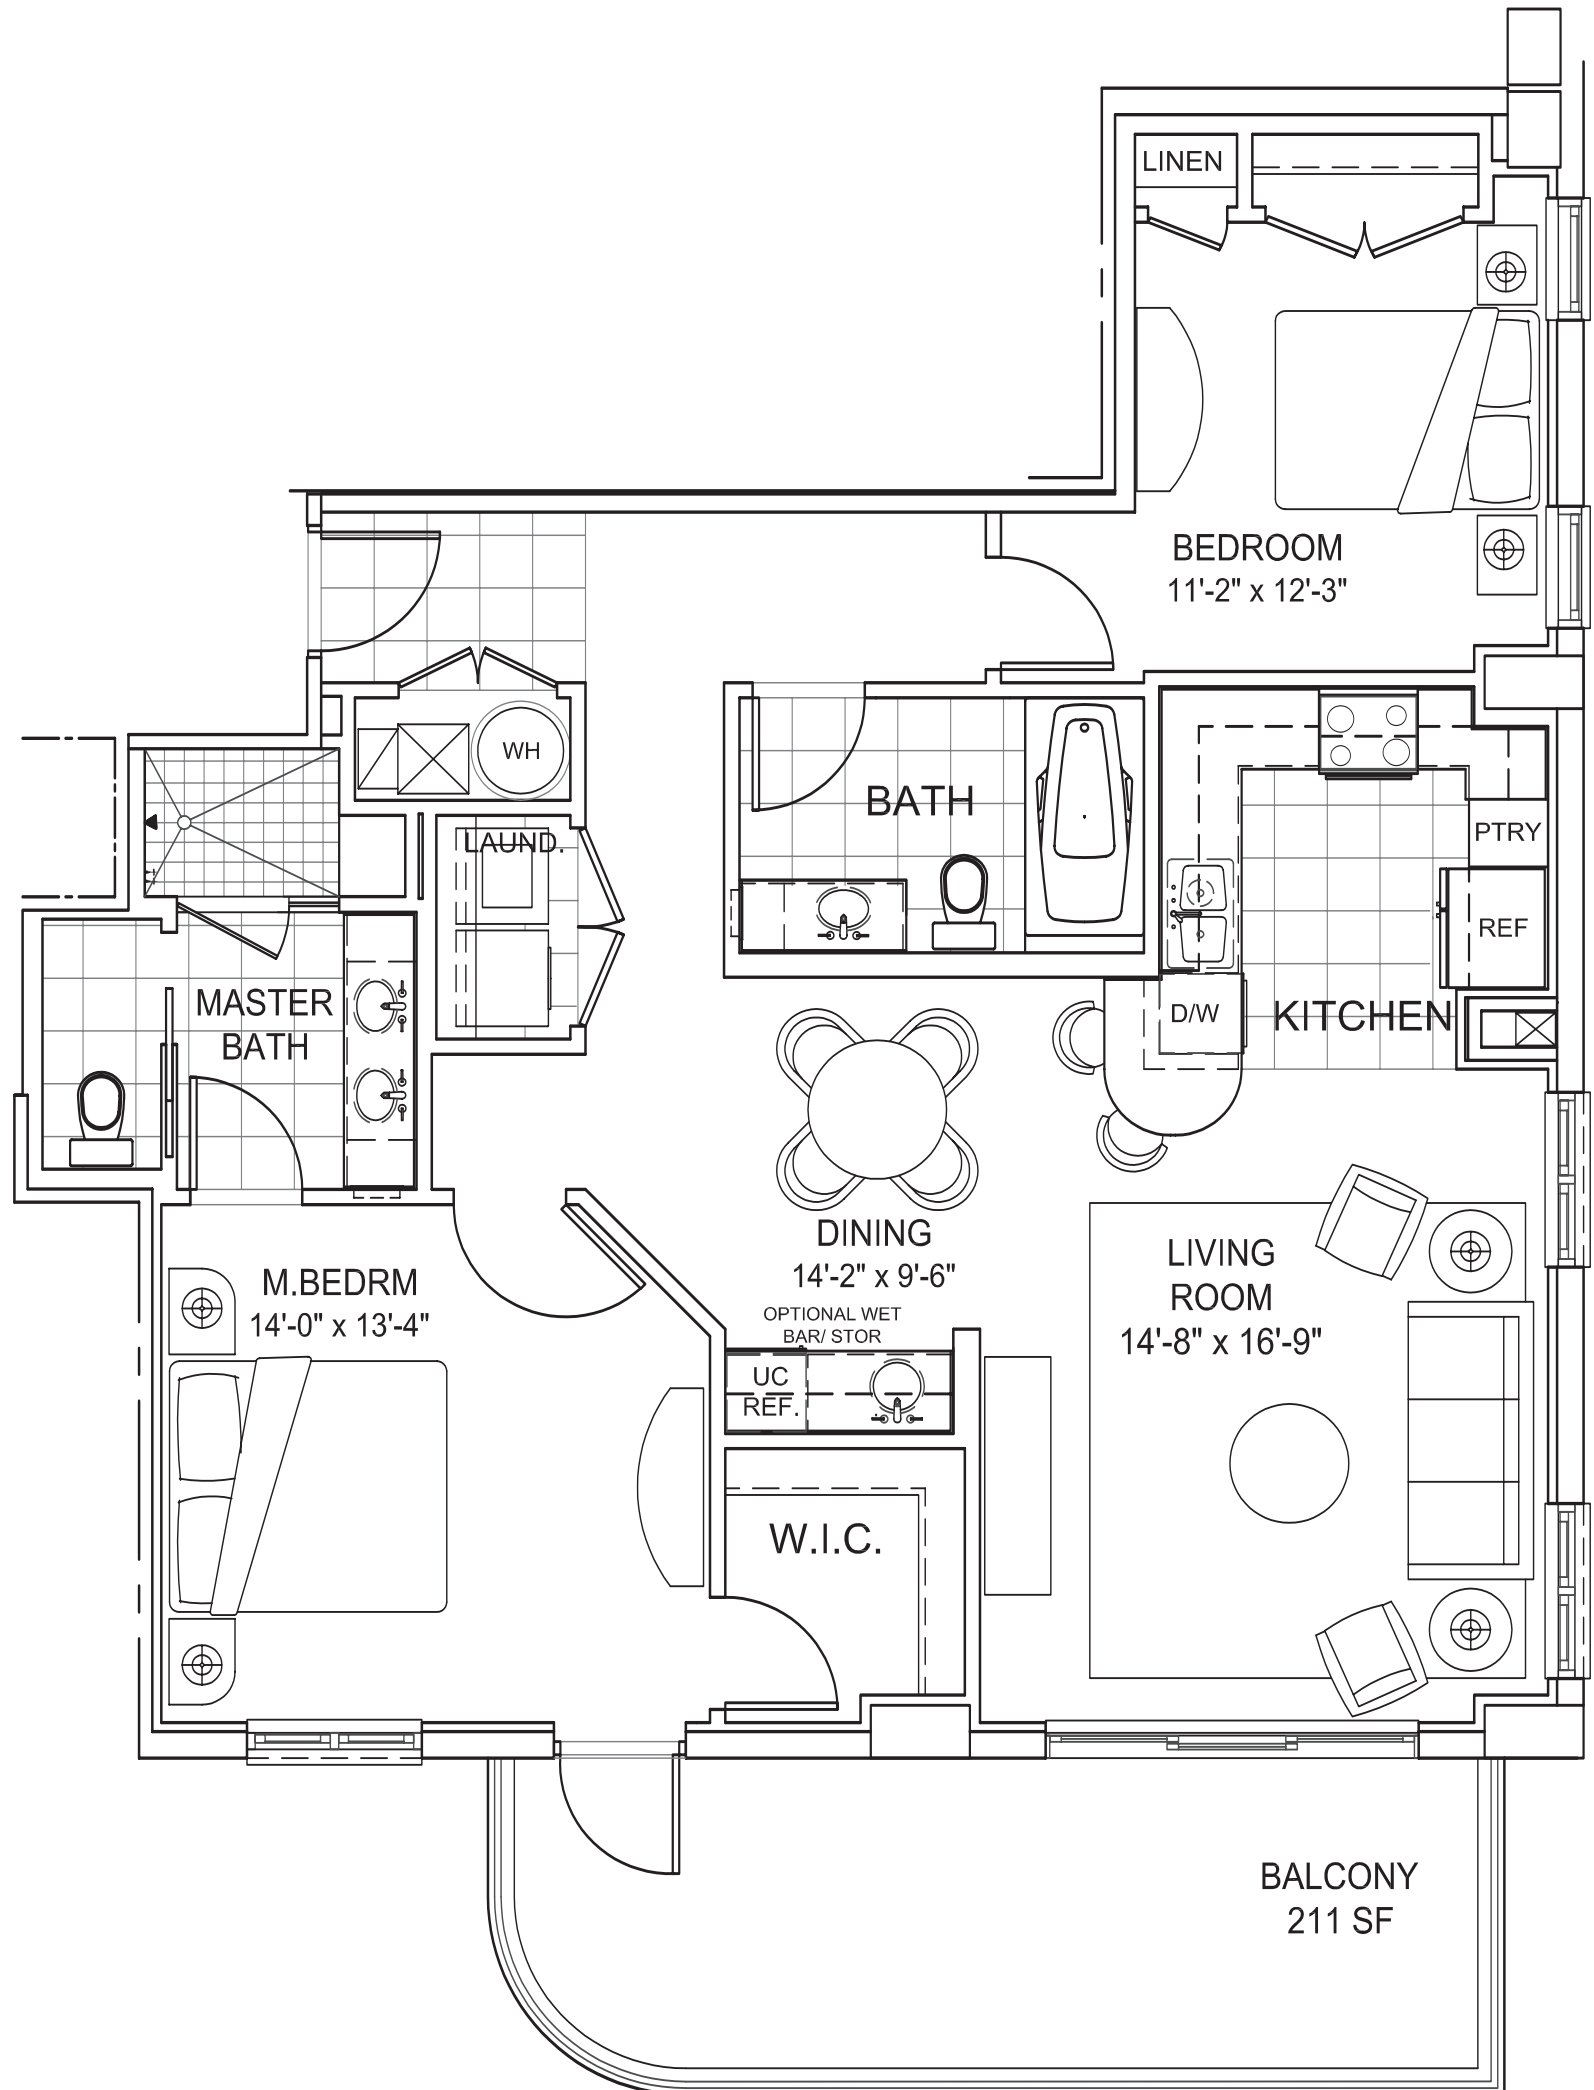 LINEN
BEDROOM
11'-2" x 12'-3"
WH
BATH
LAUND.
PTRY
REF
MASTER
BATH
D/W
KITCHEN
DINING
14'-2" x 9'-6"
OPTIONAL WET
BAR/ STOR
LIVING
ROOM
14'-8" x 16'-9"
M.BEDRM
14'-0" x 13'-4"
UC
REF.
W.I.C.
BALCONY
211 SF